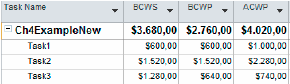 Task Name BCWS BCWP ACWP
Ch4ExampleNew $3.680,00 $2.760,00 $4.020,00
Task1 $600,00 $600,00 $1.000,00
Task2 $1.520,00 $1.520,00 $2.280,00
Task3 $1.280,00 $640,00 $740,00